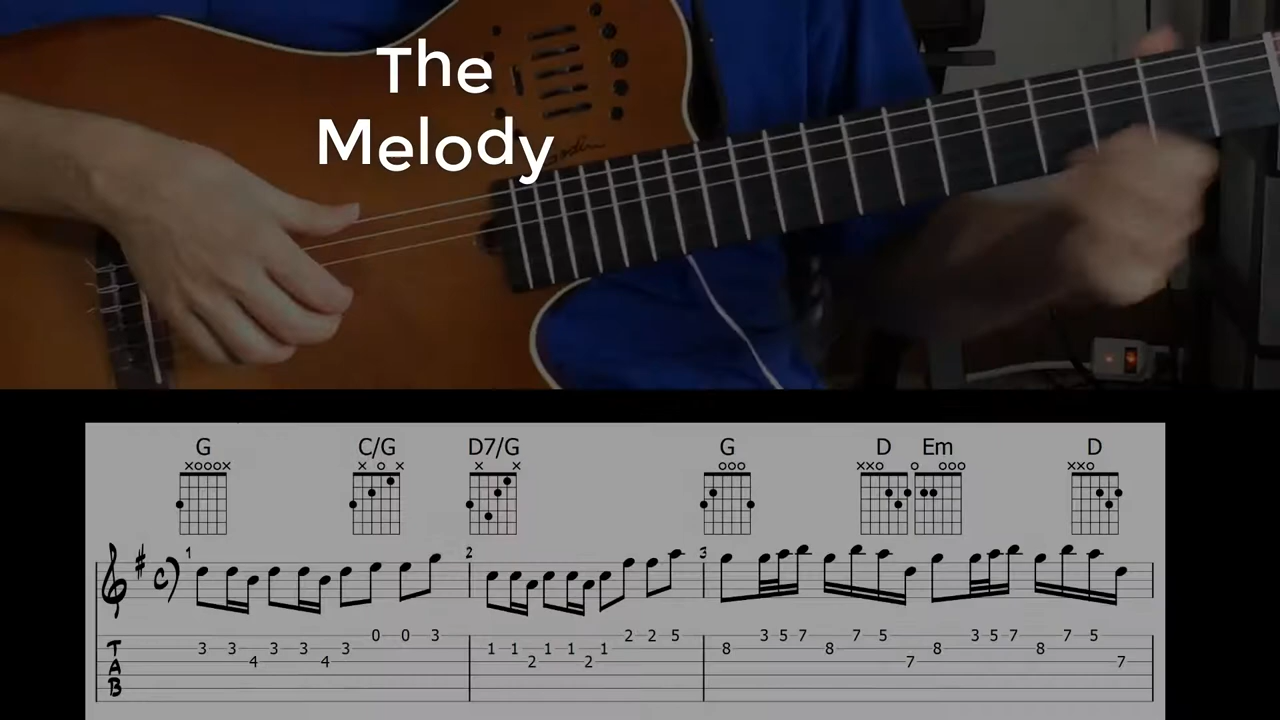 The
Melody
G C/G D7/G G D Em D
1 2 3
T 3 3 4 3 3 4 3 0 0 3 1 1 2 1 1 2 1 2 2 5 8 3 5 7 8 7 5 7 8 3 5 7 8 7 5 7
A
B